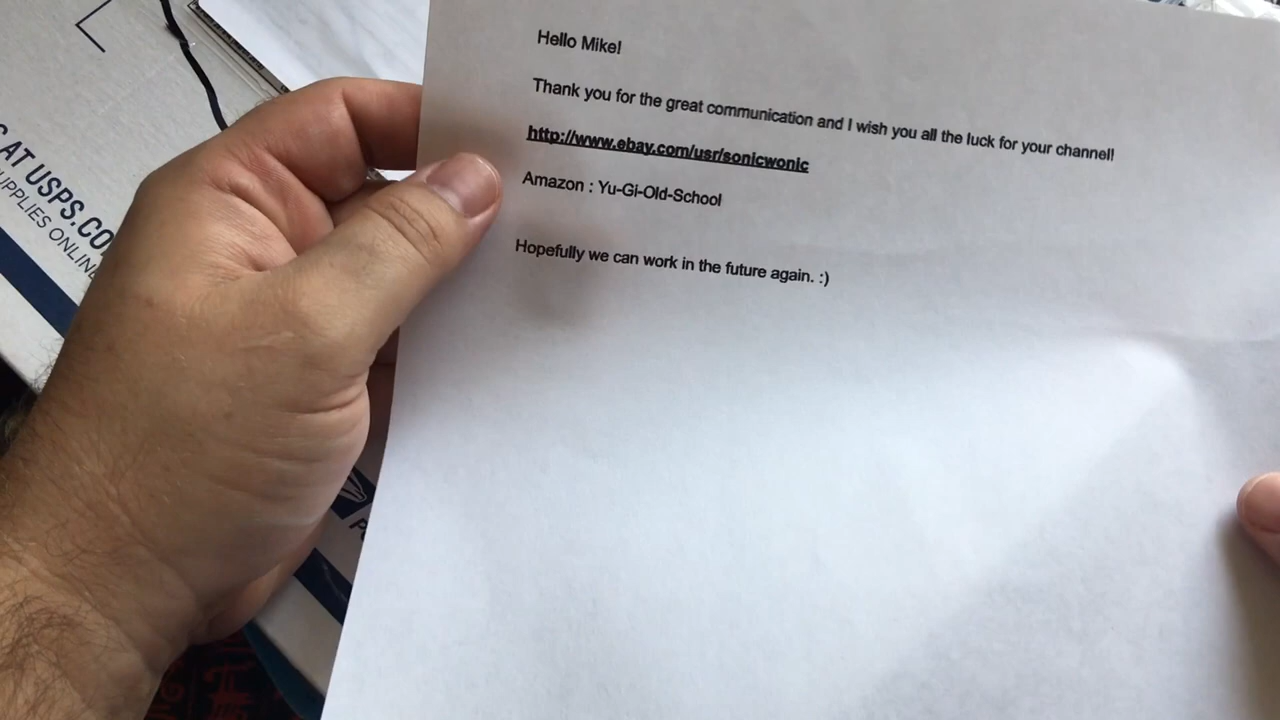 Hello Mike!
Thank you for the great communication and I wish you all the luck for your channel!
http://www.ebay.com/usr/sonicwonic
Amazon : Yu-Gi-Old-School
Hopefully we can work in the future again. :)
AT USPS.CO
UPPLIES ONLINE